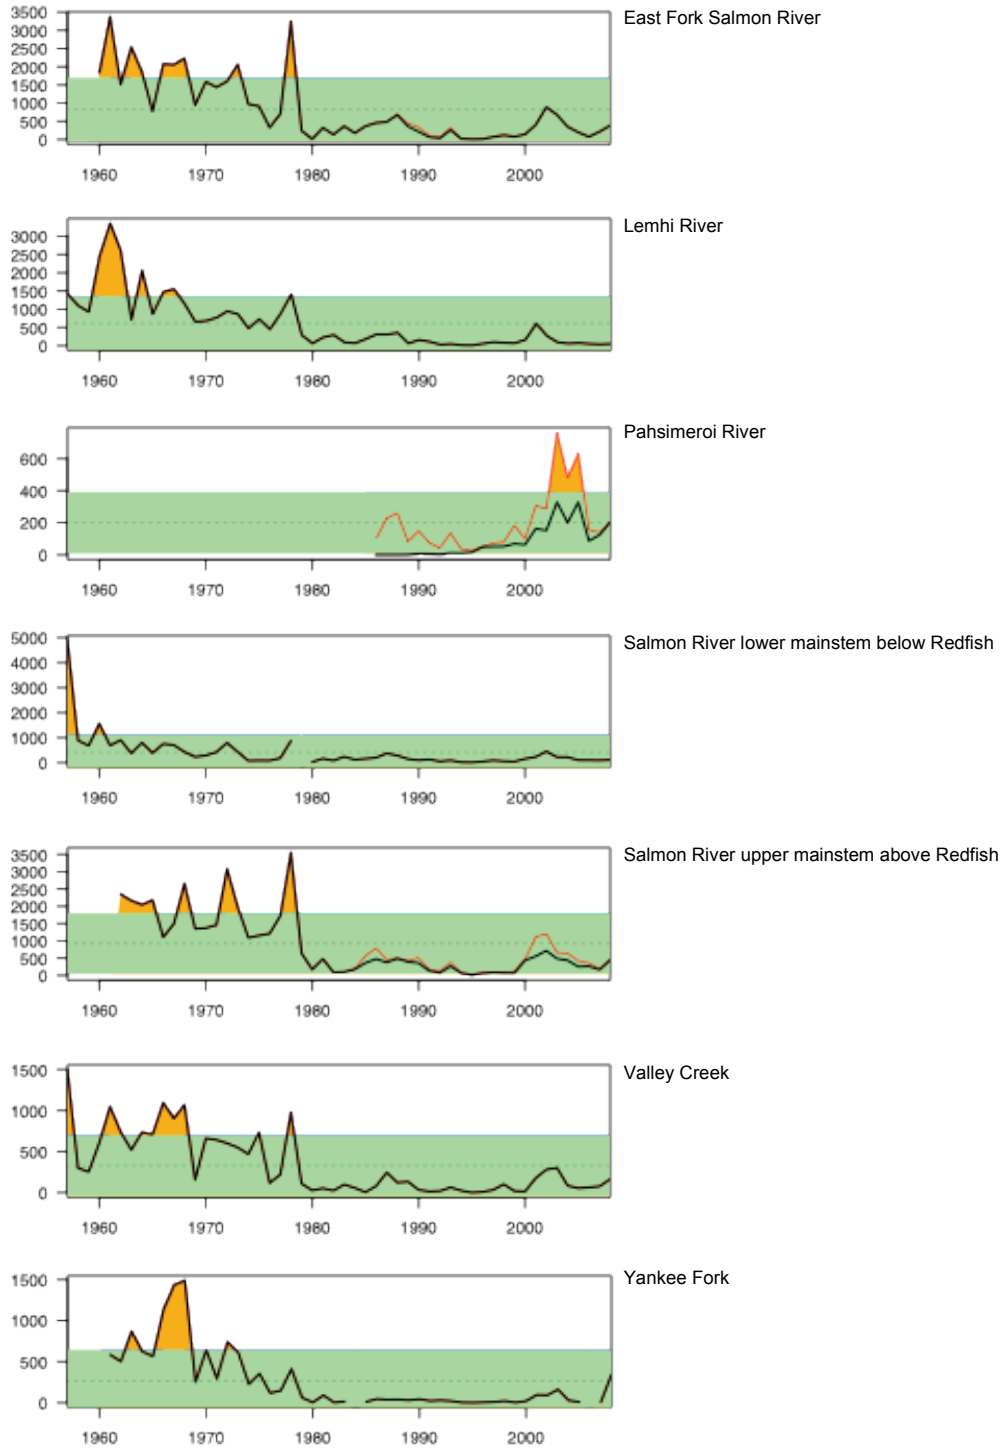 East Fork Salmon River
3500
3000
2500
2000
1500
1000
500
0
1960 1970 1980 1990 2000
Lemhi River
3000
2500
2000
1500
1000
500
0
1960 1970 1980 1990 2000
Pahsimeroi River
600
400
200
0
1960 1970 1980 1990 2000
Salmon River lower mainstem below Redfish
5000
4000
3000
2000
1000
0
1960 1970 1980 1990 2000
Salmon River upper mainstem above Redfish
3500
3000
2500
2000
1500
1000
500
0
1960 1970 1980 1990 2000
Valley Creek
1500
1000
500
0
1960 1970 1980 1990 2000
Yankee Fork
1500
1000
500
0
1960 1970 1980 1990 2000